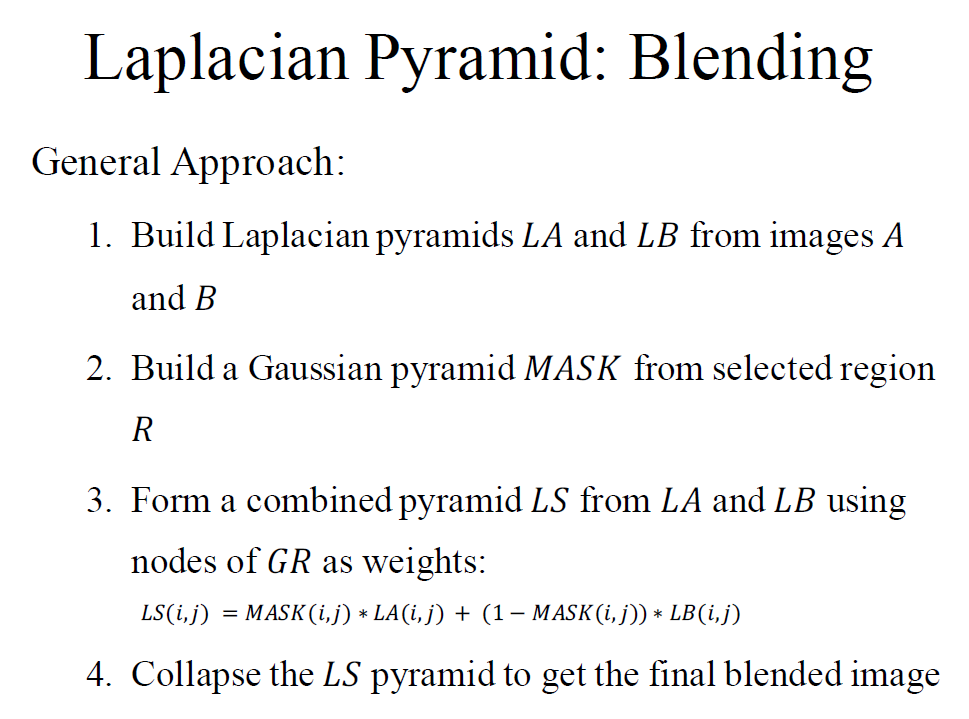 Laplacian Pyramid: Blending
General Approach:
1. Build Laplacian pyramids LA and LB from images A
and B
2. Build a Gaussian pyramid MASK from selected region
R
3. Form a combined pyramid LS from LA and LB using
nodes of GR as weights:
LS(i,j) = MASK(i,j) ∗ LA(i,j) + (1 − MASK(i,j)) ∗ LB(i,j)
4. Collapse the LS pyramid to get the final blended image